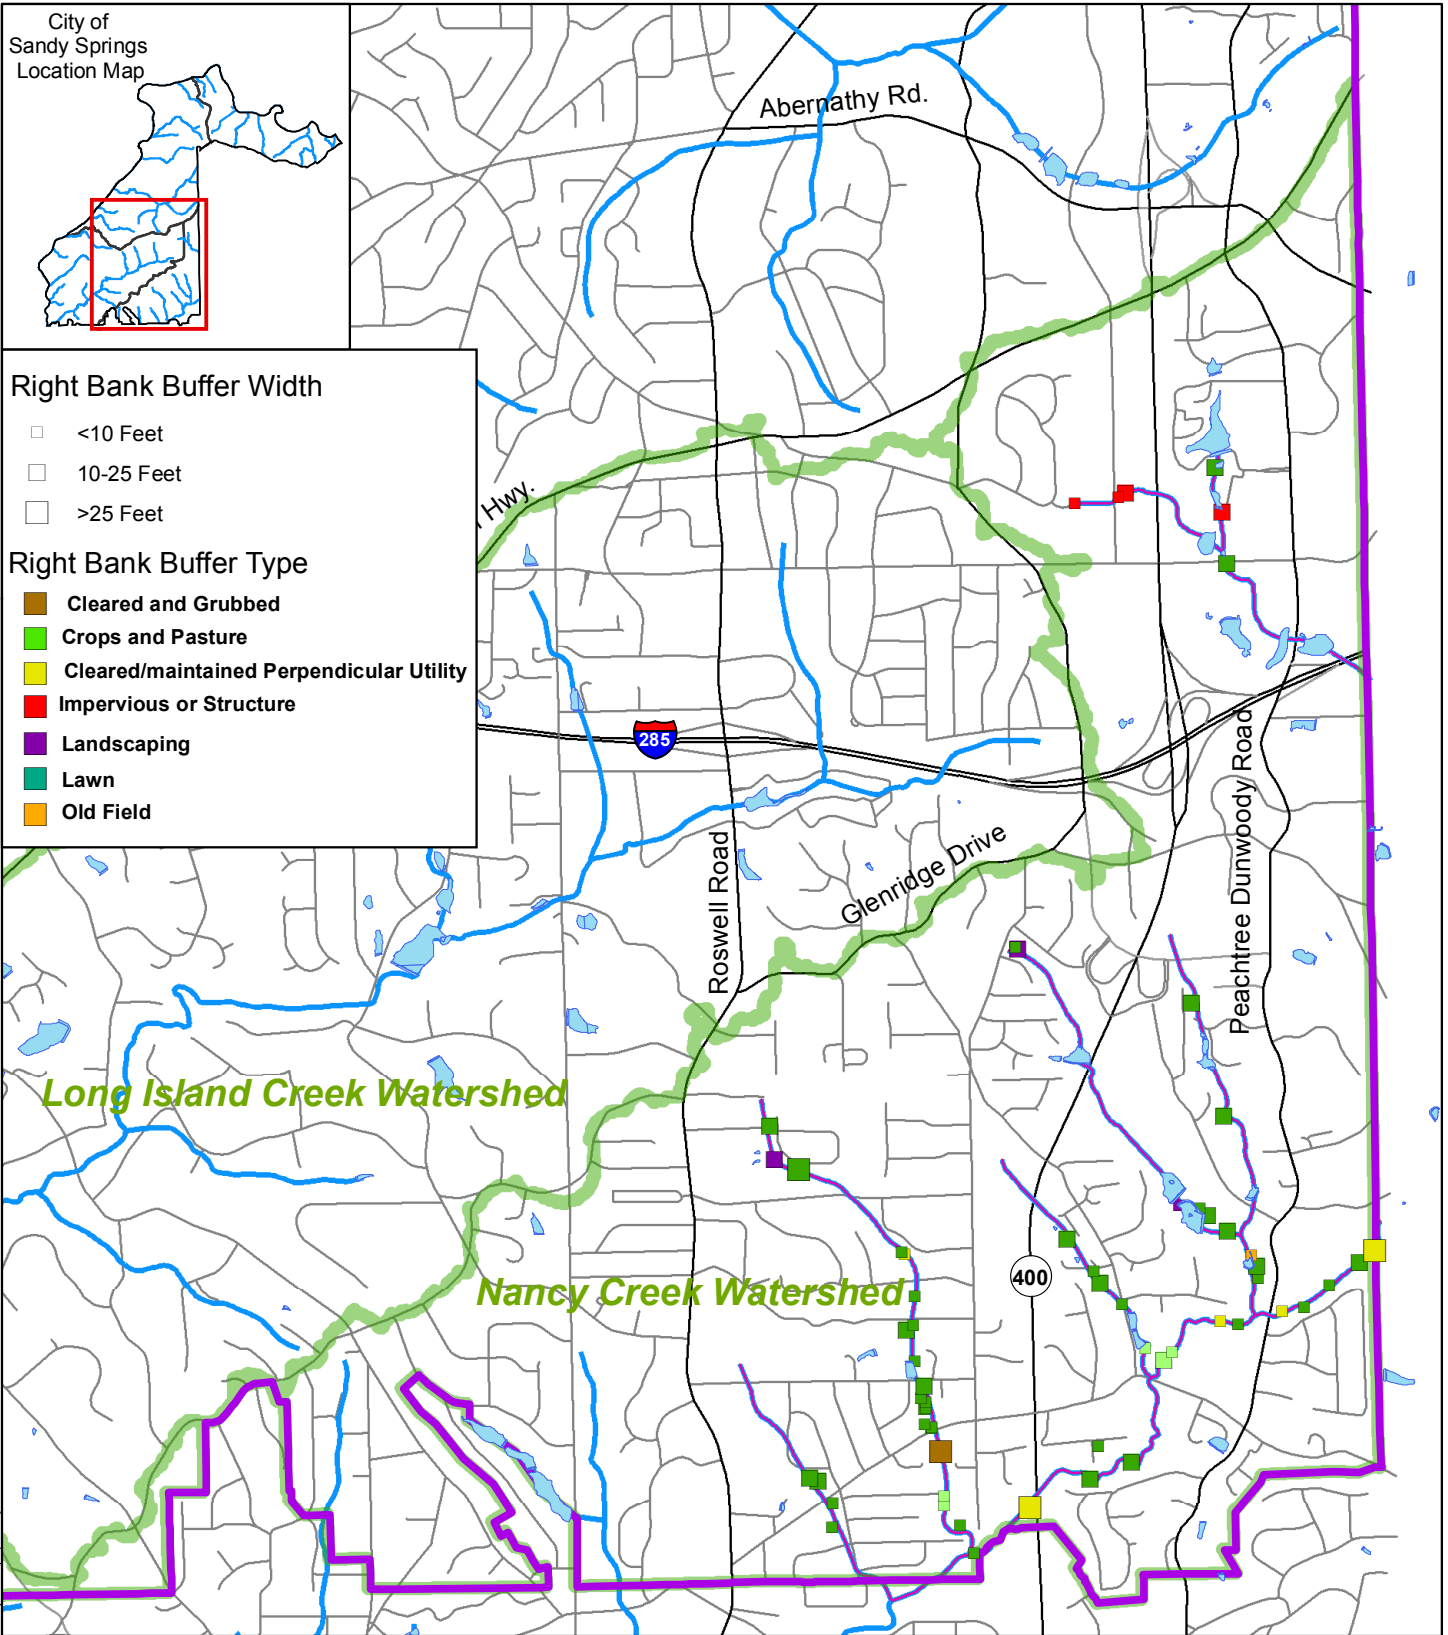 City of
Sandy Springs
Location Map
Abernathy Rd.
Right Bank Buffer Width
<10 Feet
10-25 Feet
>25 Feet
Hwy.
Right Bank Buffer Type
Cleared and Grubbed
Crops and Pasture
Cleared/maintained Perpendicular Utility
Impervious or Structure
Landscaping
Lawn
Old Field
285
Roswell Road
Glenridge Drive
Peachtree Dunwoody Road
Long Island Creek Watershed
Nancy Creek Watershed
400